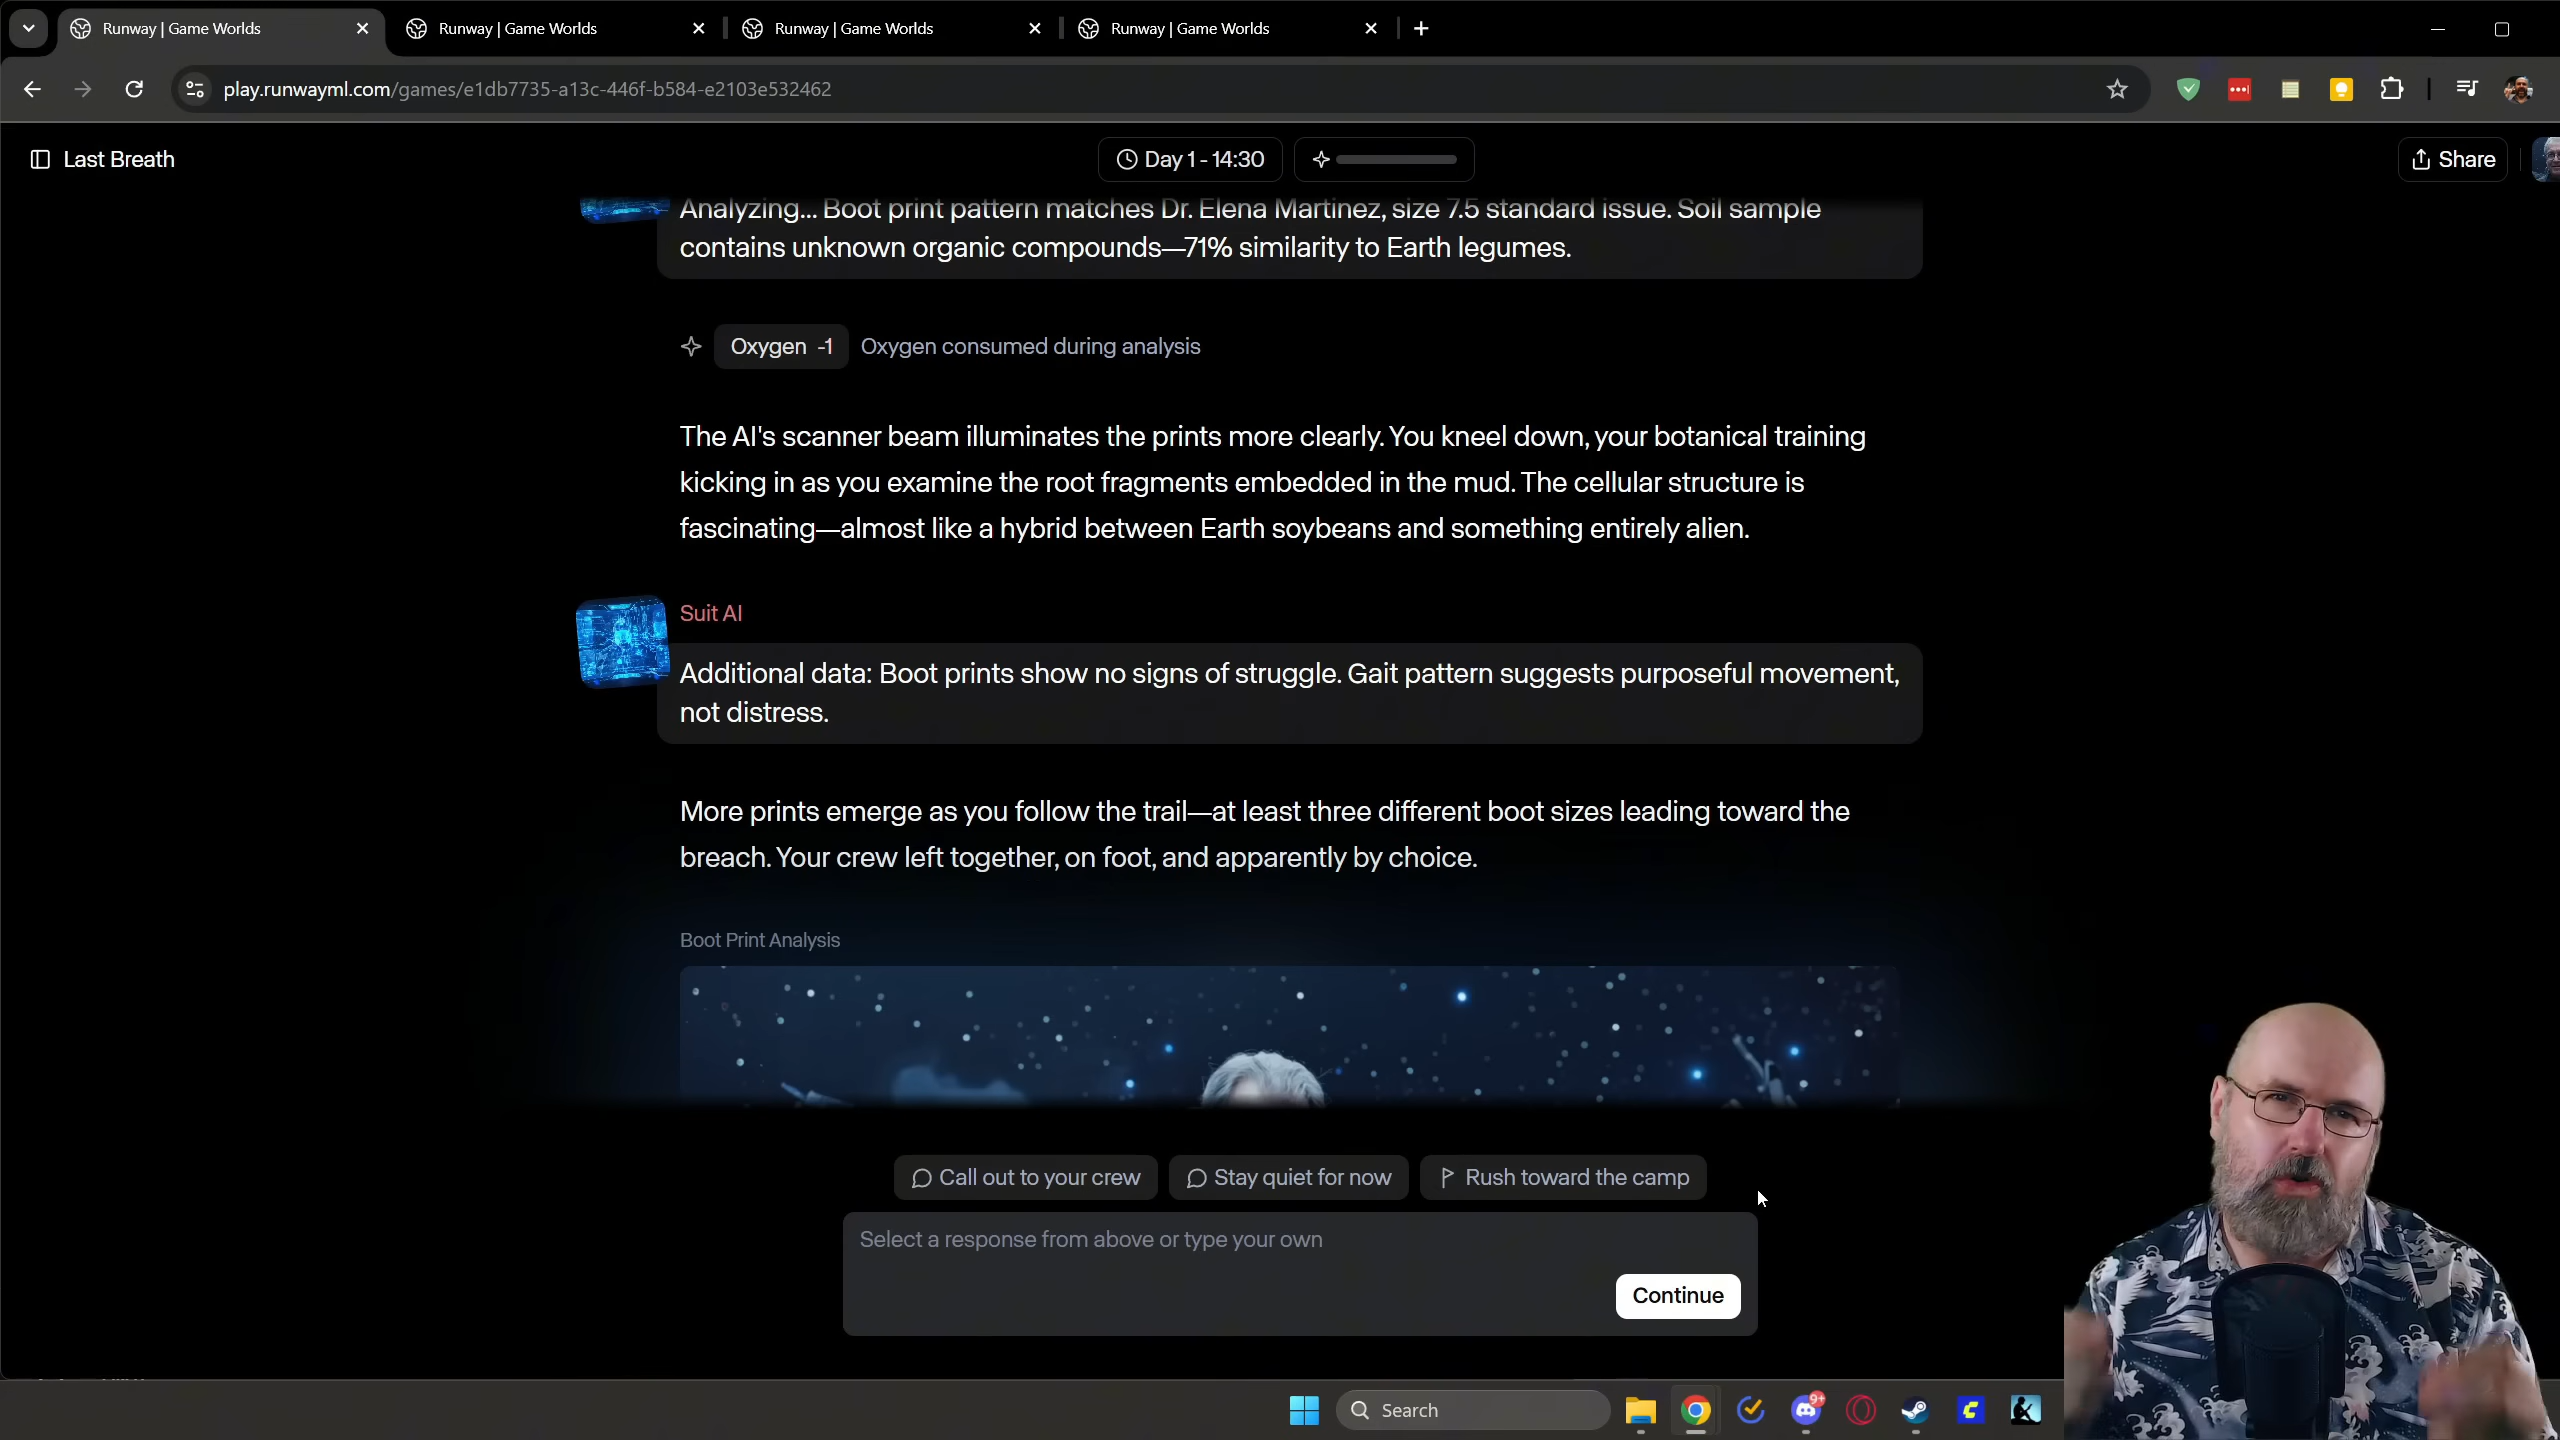 Runway | Game Worlds
Runway | Game Worlds
Runway | Game Worlds
Runway | Game Worlds
play.runwayml.com/games/e1db7735-a13c-446f-b584-e2103e532462
Last Breath
Day 1 - 14:30
Share
Analyzing... Boot print pattern matches Dr. Elena Martinez, size 7.5 standard issue. Soil sample
contains unknown organic compounds—71% similarity to Earth legumes.
Oxygen -1 Oxygen consumed during analysis
The AI's scanner beam illuminates the prints more clearly. You kneel down, your botanical training
kicking in as you examine the root fragments embedded in the mud. The cellular structure is
fascinating—almost like a hybrid between Earth soybeans and something entirely alien.
Suit AI
Additional data: Boot prints show no signs of struggle. Gait pattern suggests purposeful movement,
not distress.
More prints emerge as you follow the trail—at least three different boot sizes leading toward the
breach. Your crew left together, on foot, and apparently by choice.
Boot Print Analysis
Call out to your crew
Stay quiet for now
Rush toward the camp
Select a response from above or type your own
Continue
Search
9+